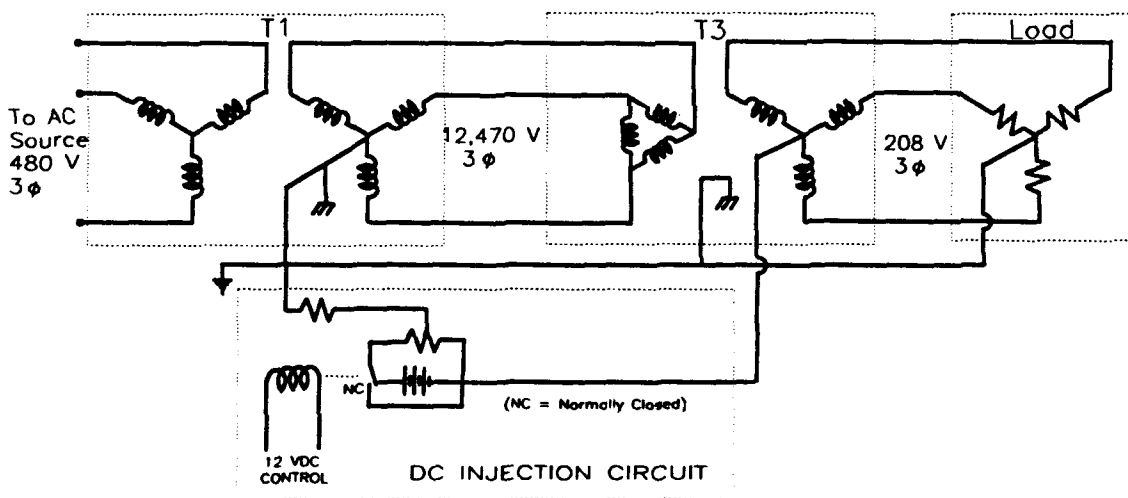 T1
T3
Load
To AC
Source
480 V
3ϕ
12,470 V
3ϕ
208 V
3ϕ
NC
(NC = Normally Closed)
12 VDC
CONTROL
DC INJECTION CIRCUIT